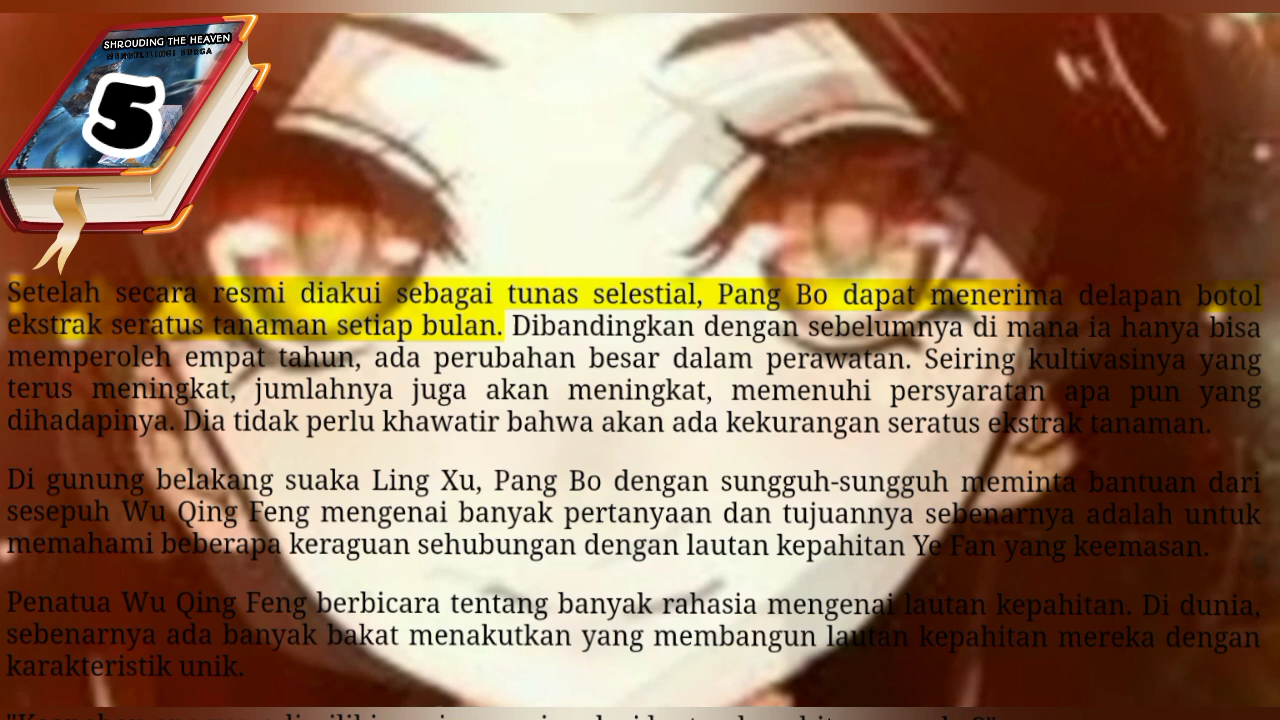 SHROUDING THE HEAVEN
5
Setelah secara resmi diakui sebagai tunas selestial, Pang Bo dapat menerima delapan botol
ekstrak seratus tanaman setiap bulan. Dibandingkan dengan sebelumnya di mana ia hanya bisa
memperoleh empat tahun, ada perubahan besar dalam perawatan. Seiring kultivasinya yang
terus meningkat, jumlahnya juga akan meningkat, memenuhi persyaratan apa pun yang
dihadapinya. Dia tidak perlu khawatir bahwa akan ada kekurangan seratus ekstrak tanaman.
Di gunung belakang suaka Ling Xu, Pang Bo dengan sungguh-sungguh meminta bantuan dari
sesepuh Wu Qing Feng mengenai banyak pertanyaan dan tujuannya sebenarnya adalah untuk
memahami beberapa keraguan sehubungan dengan lautan kepahitan Ye Fan yang keemasan.
Penatua Wu Qing Feng berbicara tentang banyak rahasia mengenai lautan kepahitan. Di dunia,
sebenarnya ada banyak bakat menakutkan yang membangun lautan kepahitan mereka dengan
karakteristik unik.